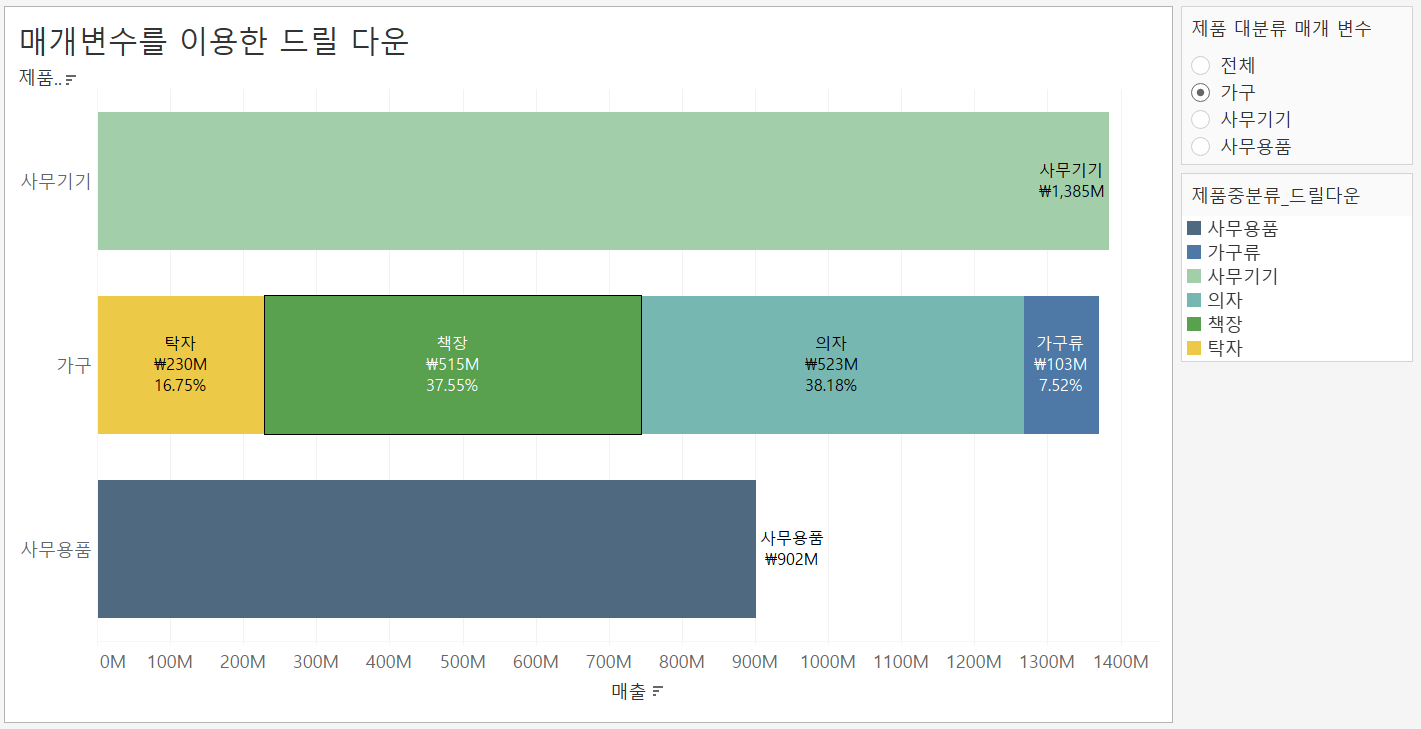 매개변수를 이용한 드릴 다운
제품..
사무기기
사무기기
₩1,385M
가구
탁자
₩230M
16.75%
책장
₩515M
37.55%
의자
₩523M
38.18%
가구류
₩103M
7.52%
사무용품
사무용품
₩902M
0M 100M 200M 300M 400M 500M 600M 700M 800M 900M 1000M 1100M 1200M 1300M 1400M
매출
제품 대분류 매개 변수
전체
가구
사무기기
사무용품
제품중분류_드릴다운
사무용품
가구류
사무기기
의자
책장
탁자